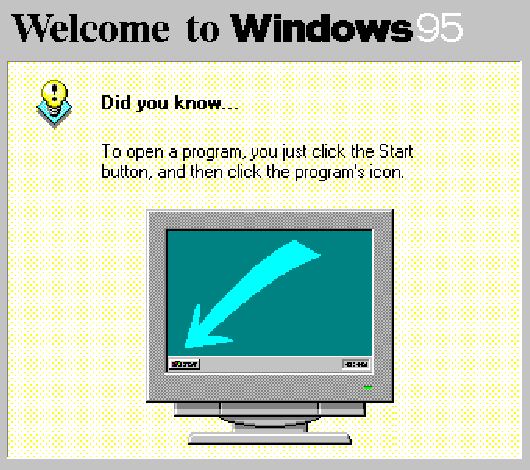 Welcome to Windows95
Did you know...
To open a program, you just click the Start
button, and then click the program's icon.
Start